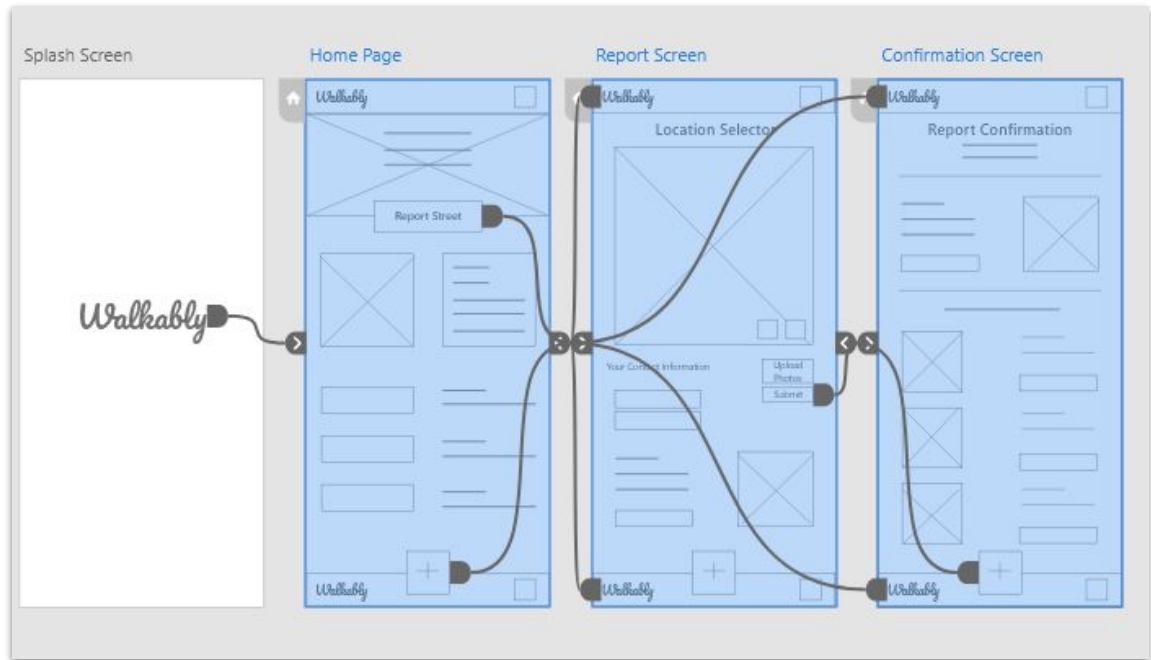 Splash Screen
Home Page
Report Screen
Confirmation Screen
Walkably
Walkably
Report Street
Walkably
Walkably
Location Selector
Your Contact Information
Upload
Photos
Submit
Walkably
Walkably
Report Confirmation
Walkably